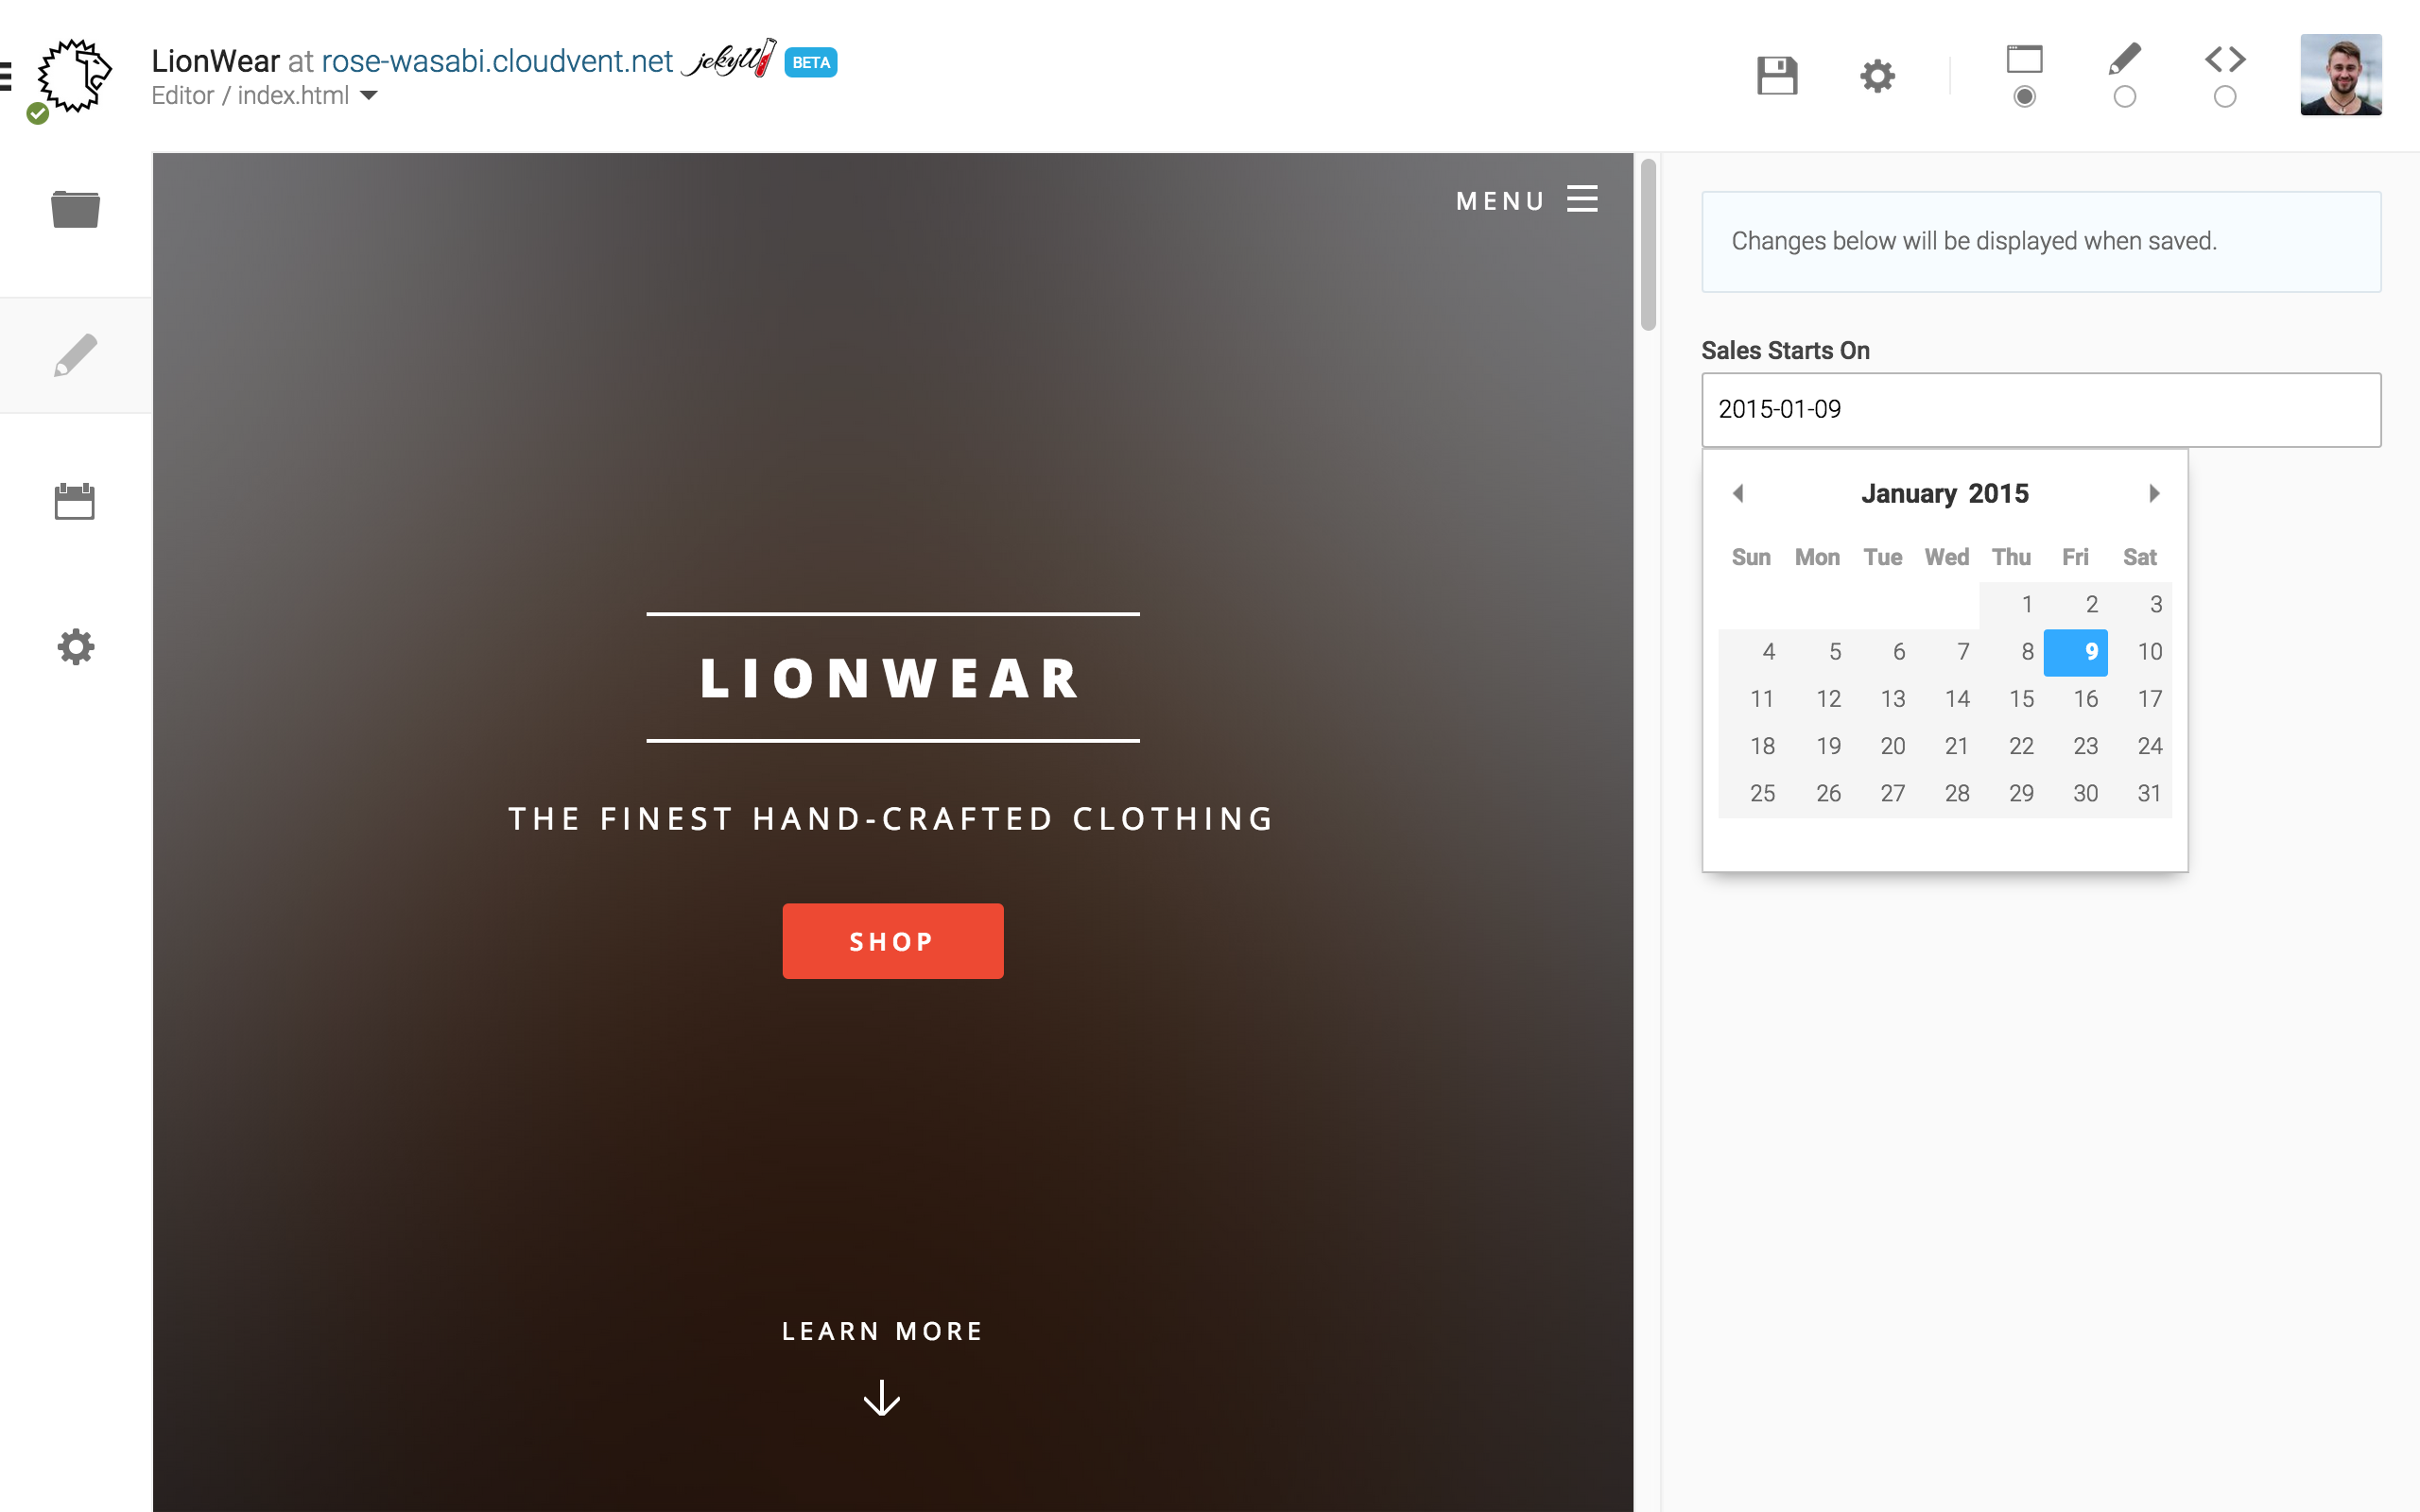 LionWear at rose-wasabi.cloudvent.net jekyll BETA
Editor / index.html
MENU
LIONWEAR
THE FINEST HAND-CRAFTED CLOTHING
SHOP
LEARN MORE
Changes below will be displayed when saved.
Sales Starts On
2015-01-09
January 2015
Sun Mon Tue Wed Thu Fri Sat
1 2 3
4 5 6 7 8 9 10
11 12 13 14 15 16 17
18 19 20 21 22 23 24
25 26 27 28 29 30 31